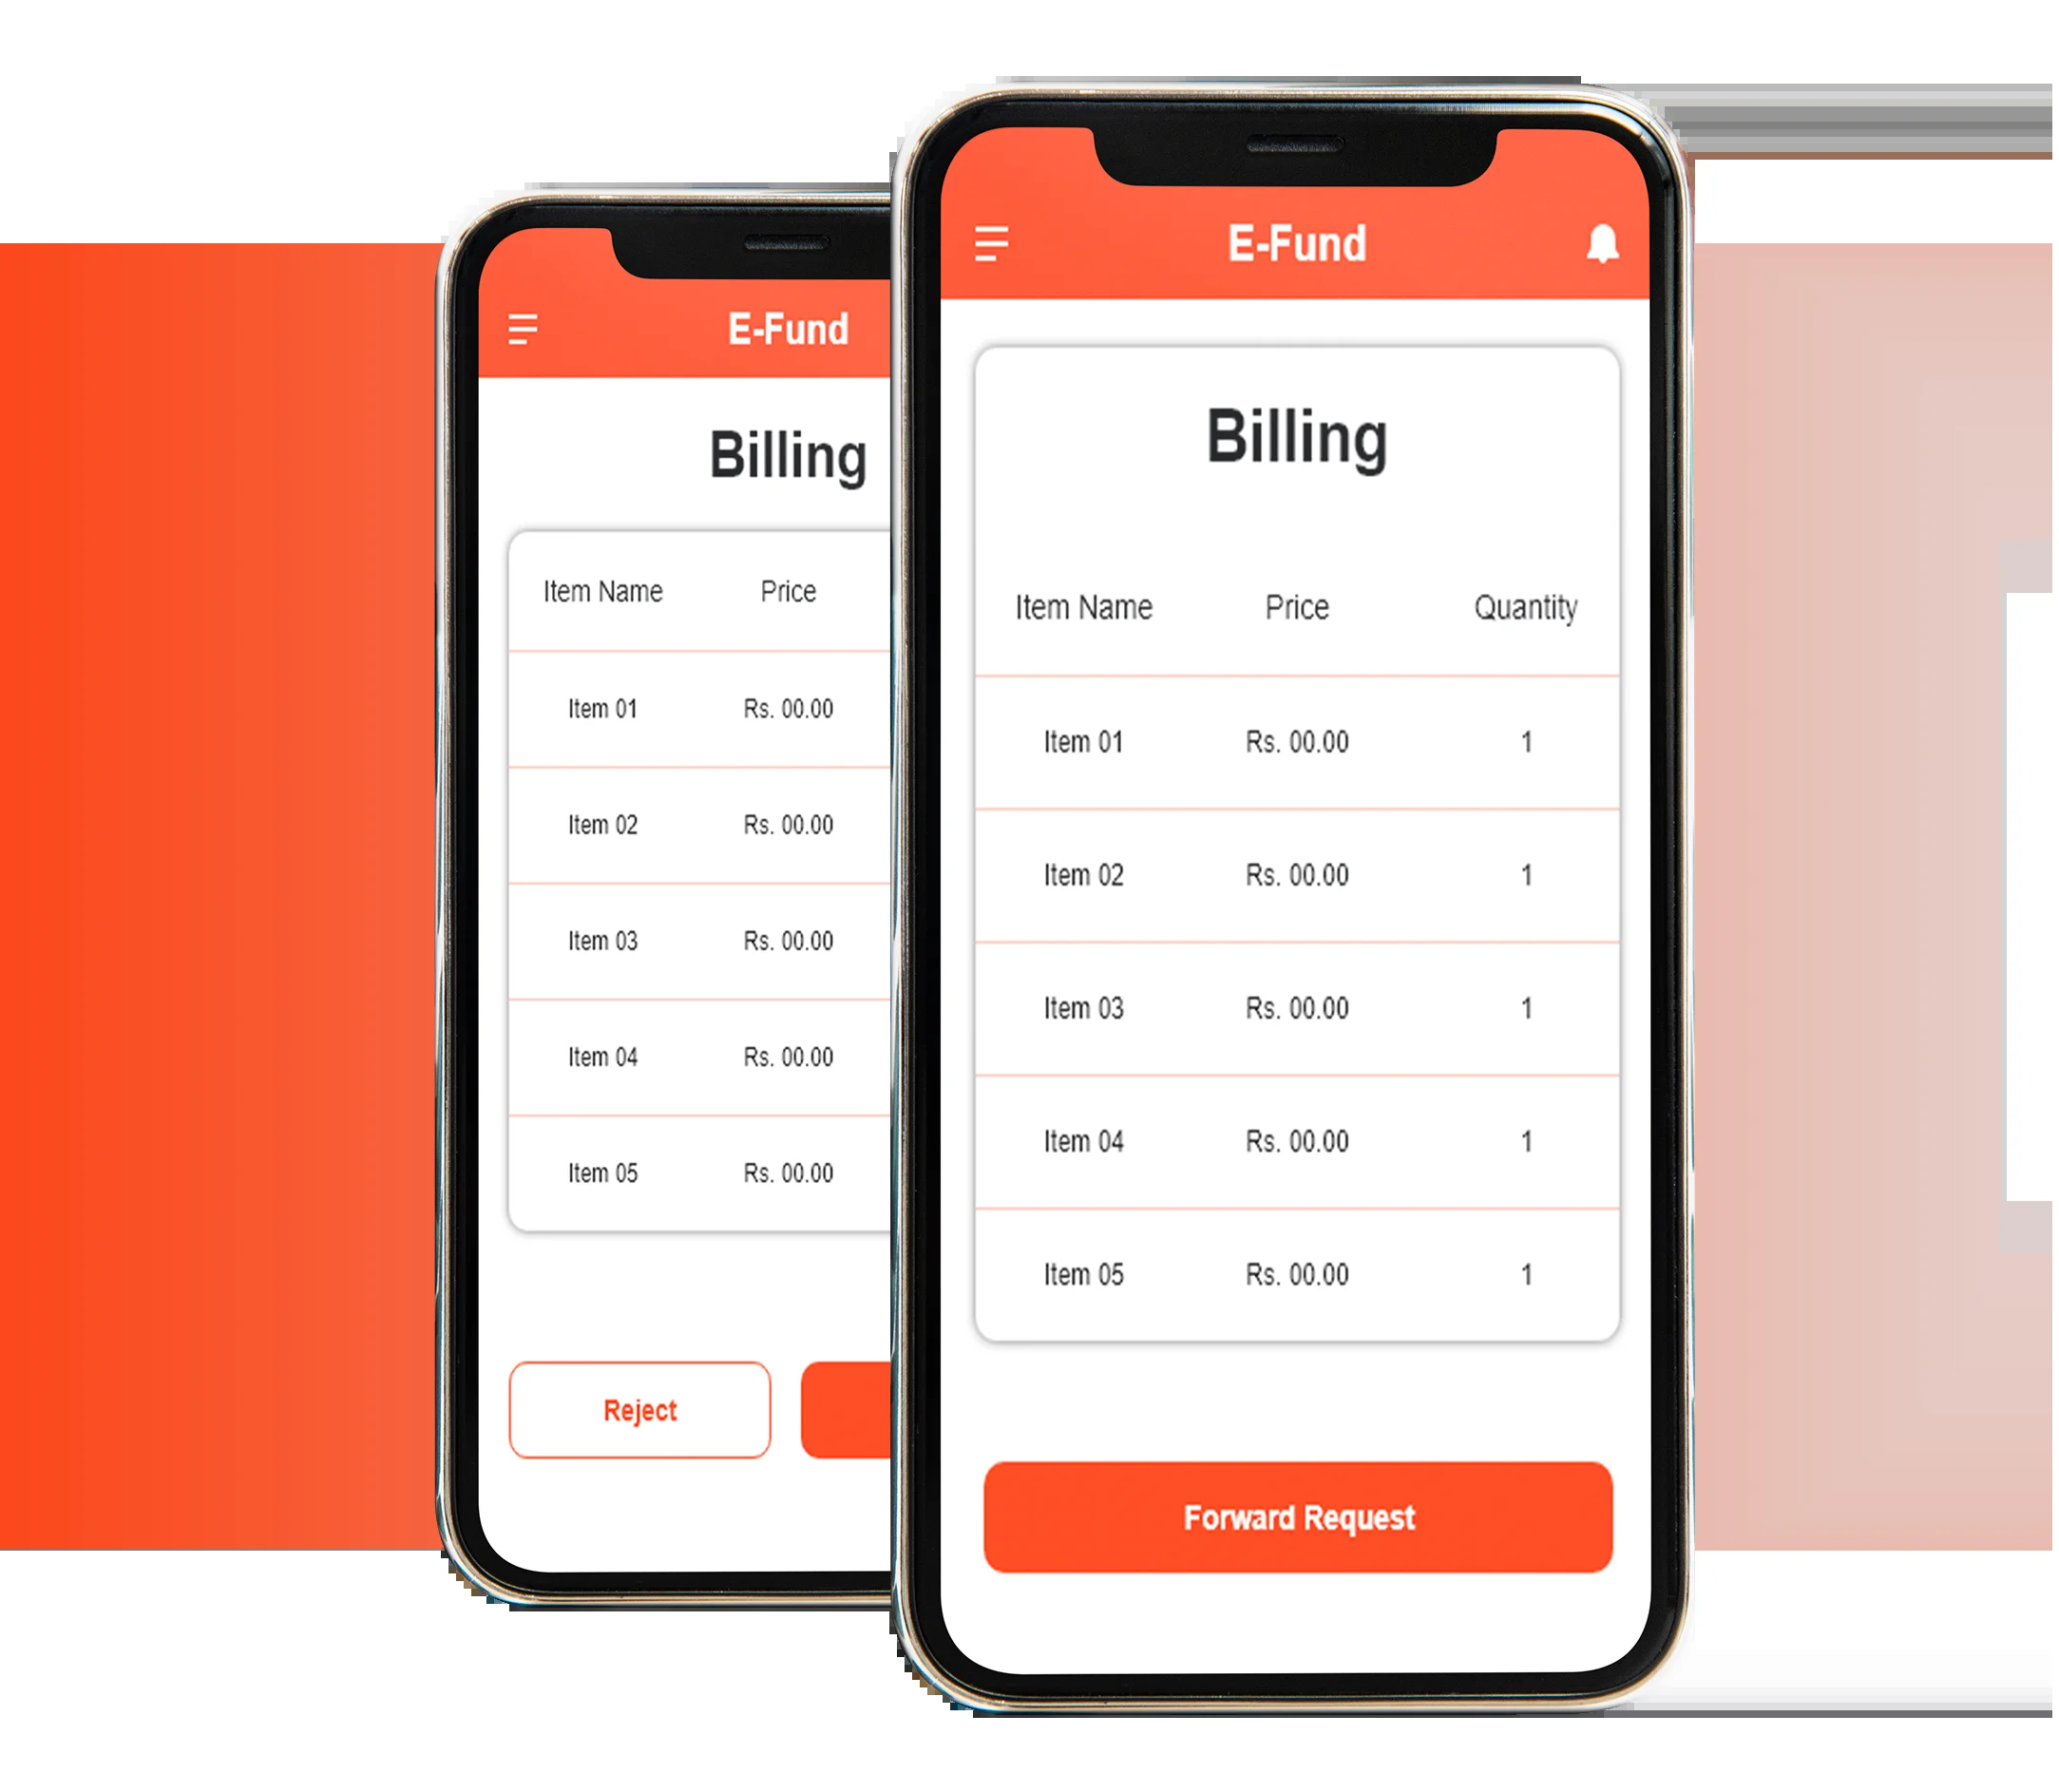 E-Fund
Billing
Item Name Price
Item 01 Rs. 00.00
Item 02 Rs. 00.00
Item 03 Rs. 00.00
Item 04 Rs. 00.00
Item 05 Rs. 00.00
Reject
E-Fund
Billing
Item Name Price Quantity
Item 01 Rs. 00.00 1
Item 02 Rs. 00.00 1
Item 03 Rs. 00.00 1
Item 04 Rs. 00.00 1
Item 05 Rs. 00.00 1
Forward Request